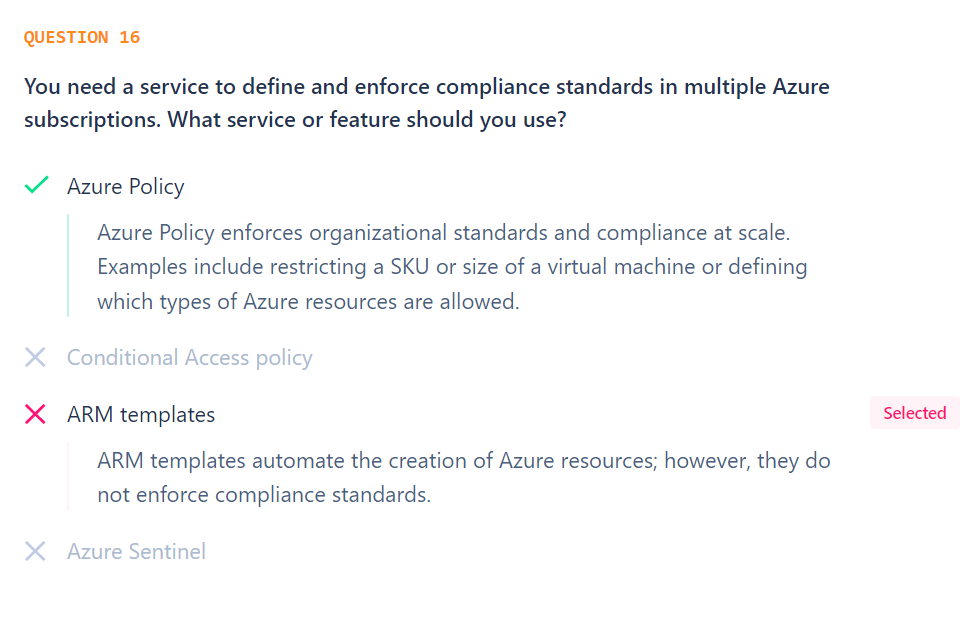 QUESTION 16
You need a service to define and enforce compliance standards in multiple Azure
subscriptions. What service or feature should you use?
Azure Policy
Azure Policy enforces organizational standards and compliance at scale.
Examples include restricting a SKU or size of a virtual machine or defining
which types of Azure resources are allowed.
Conditional Access policy
ARM templates
Selected
ARM templates automate the creation of Azure resources; however, they do
not enforce compliance standards.
Azure Sentinel